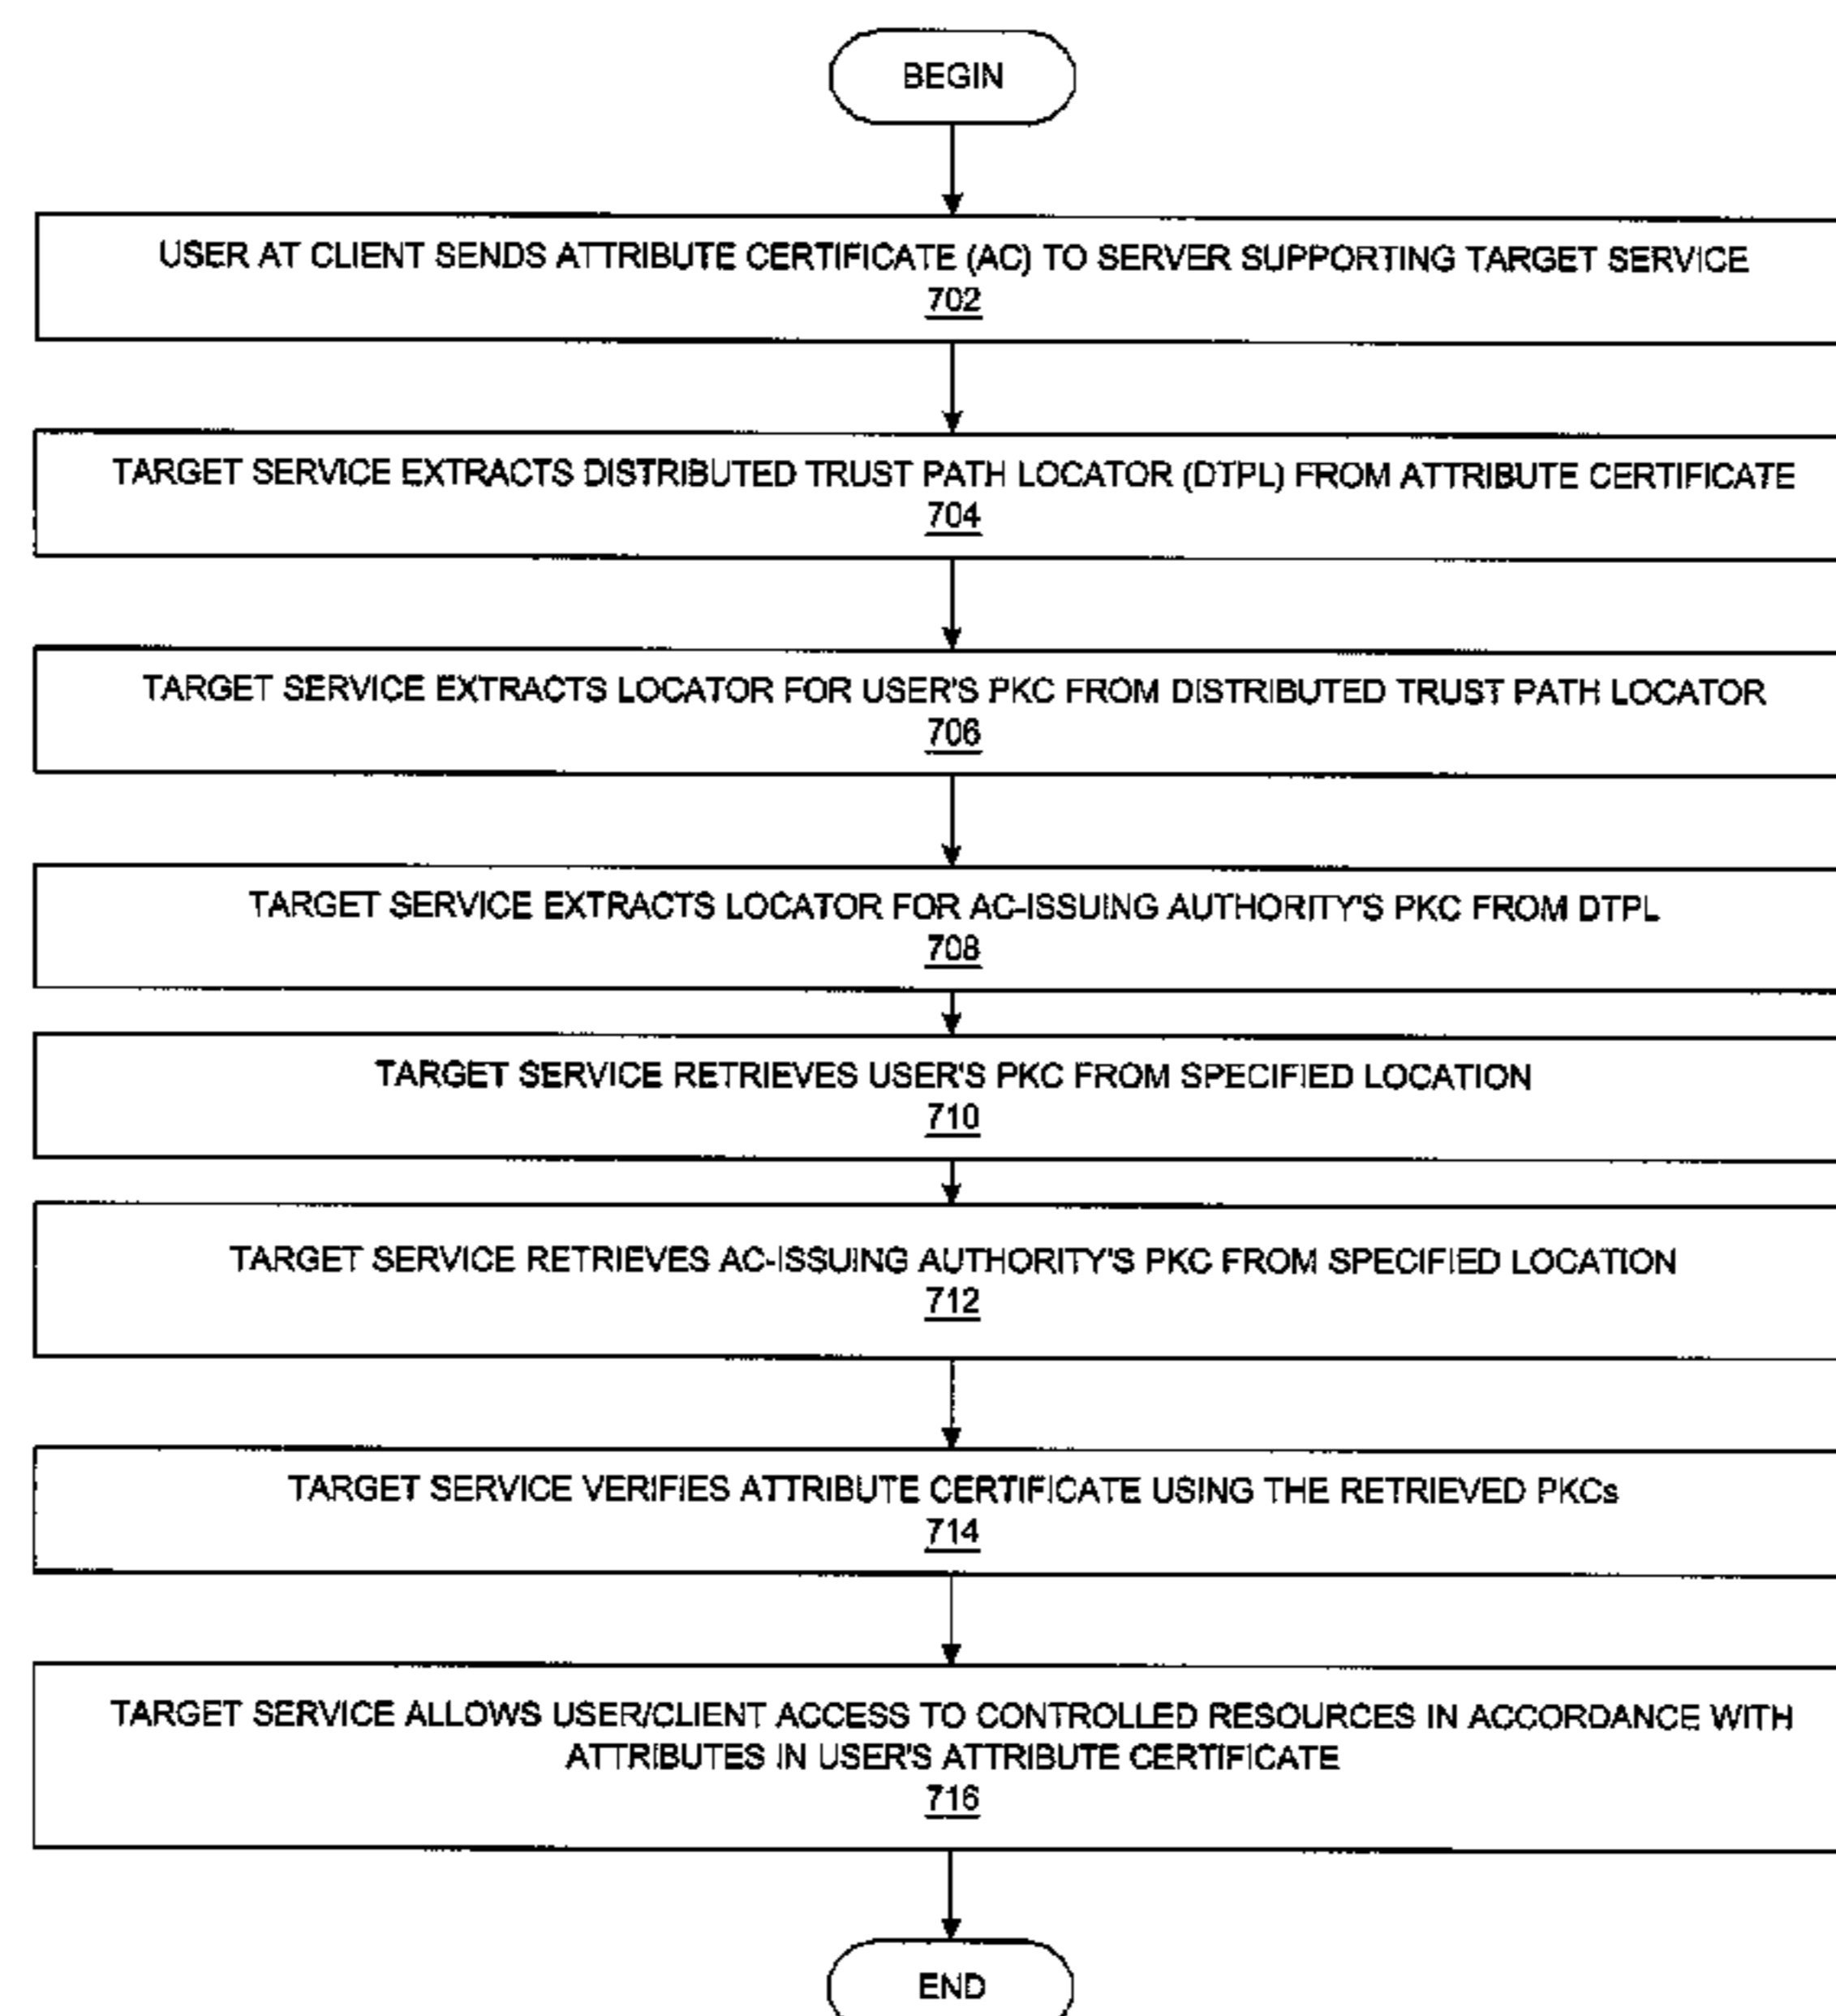 BEGIN
USER AT CLIENT SENDS ATTRIBUTE CERTIFICATE (AC) TO SERVER SUPPORTING TARGET SERVICE
702
TARGET SERVICE EXTRACTS DISTRIBUTED TRUST PATH LOCATOR (DTPL) FROM ATTRIBUTE CERTIFICATE
704
TARGET SERVICE EXTRACTS LOCATOR FOR USER'S PKC FROM DISTRIBUTED TRUST PATH LOCATOR
706
TARGET SERVICE EXTRACTS LOCATOR FOR AC-ISSUING AUTHORITY'S PKC FROM DTPL
708
TARGET SERVICE RETRIEVES USER'S PKC FROM SPECIFIED LOCATION
710
TARGET SERVICE RETRIEVES AC-ISSUING AUTHORITY'S PKC FROM SPECIFIED LOCATION
712
TARGET SERVICE VERIFIES ATTRIBUTE CERTIFICATE USING THE RETRIEVED PKCs
714
TARGET SERVICE ALLOWS USER/CLIENT ACCESS TO CONTROLLED RESOURCES IN ACCORDANCE WITH
ATTRIBUTES IN USER'S ATTRIBUTE CERTIFICATE
716
END